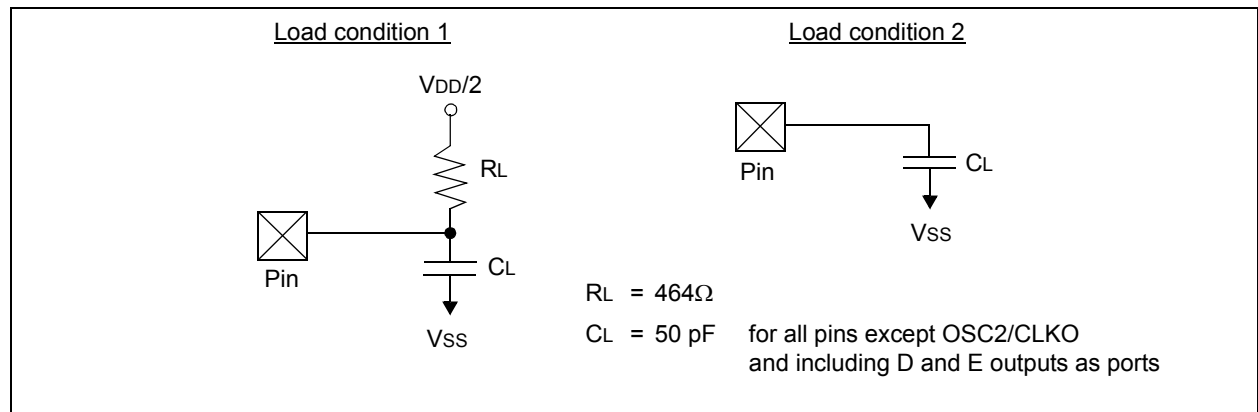 Load condition 1
VDD/2
RL
Pin
CL
VSS
Load condition 2
Pin
CL
VSS
RL = 464Ω
CL = 50 pF for all pins except OSC2/CLKO
and including D and E outputs as ports